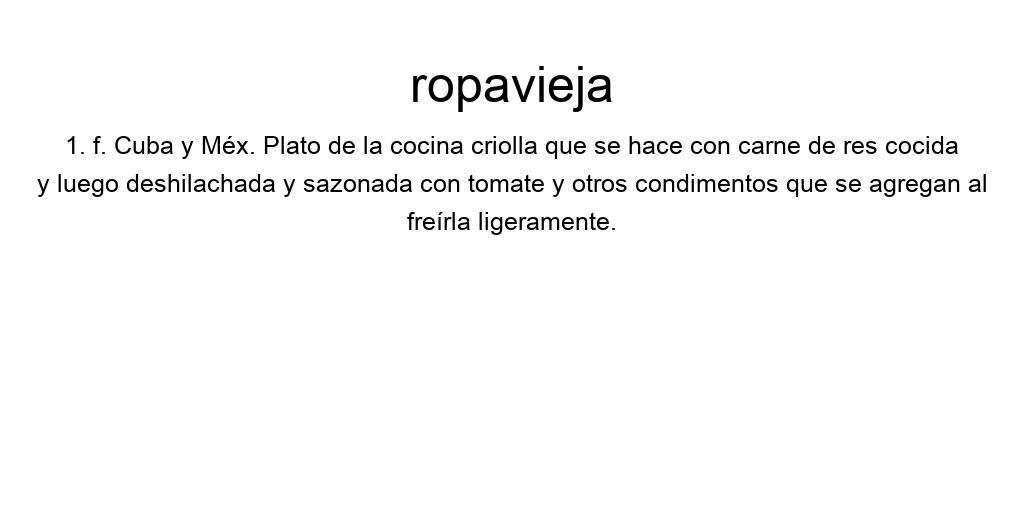 ropavieja
1. f. Cuba y Méx. Plato de la cocina criolla que se hace con carne de res cocida
y luego deshilachada y sazonada con tomate y otros condimentos que se agregan al
freírla ligeramente.